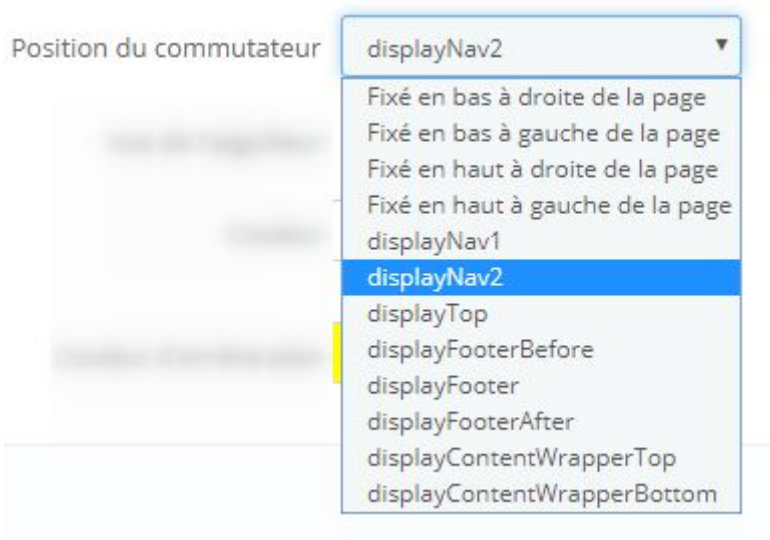 Position du commutateur displayNav2
Fixé en bas à droite de la page
Fixé en bas à gauche de la page
Fixé en haut à droite de la page
Fixé en haut à gauche de la page
displayNav1
displayNav2
displayTop
displayFooterBefore
displayFooter
displayFooterAfter
displayContentWrapperTop
displayContentWrapperBottom